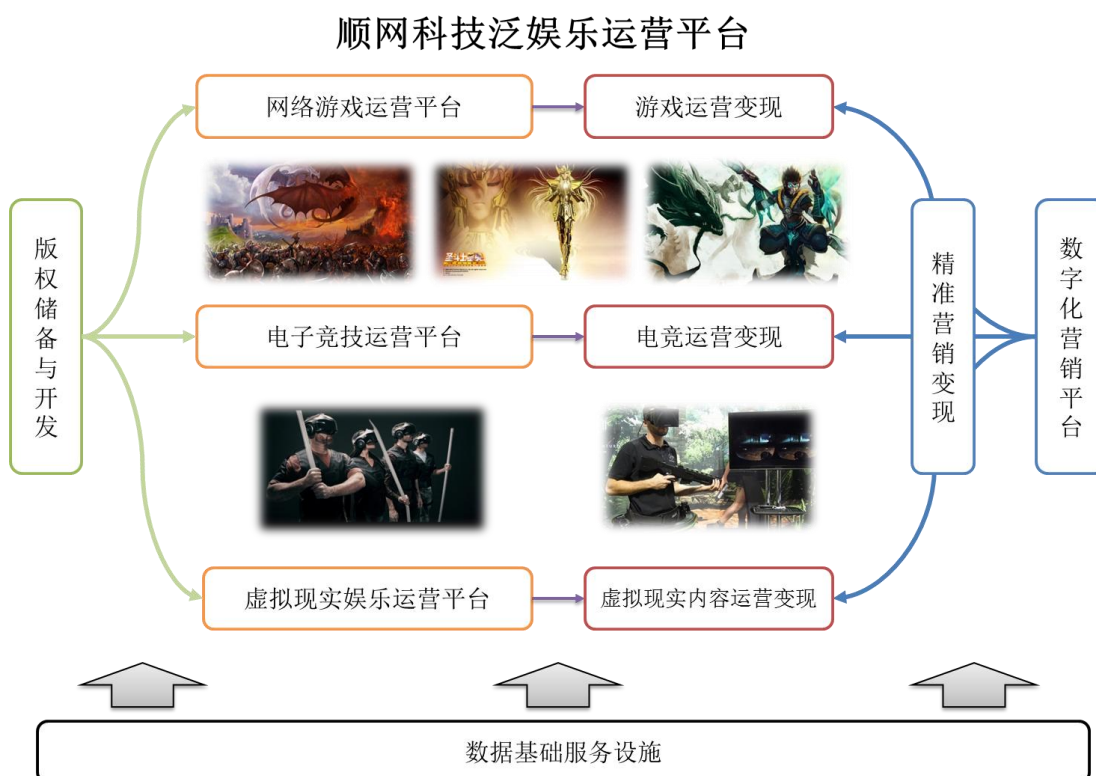 顺网科技泛娱乐运营平台
网络游戏运营平台
游戏运营变现
版权储备与开发
精准营销变现
数字化营销平台
电子竞技运营平台
电竞运营变现
虚拟现实娱乐运营平台
虚拟现实内容运营变现
数据基础服务设施